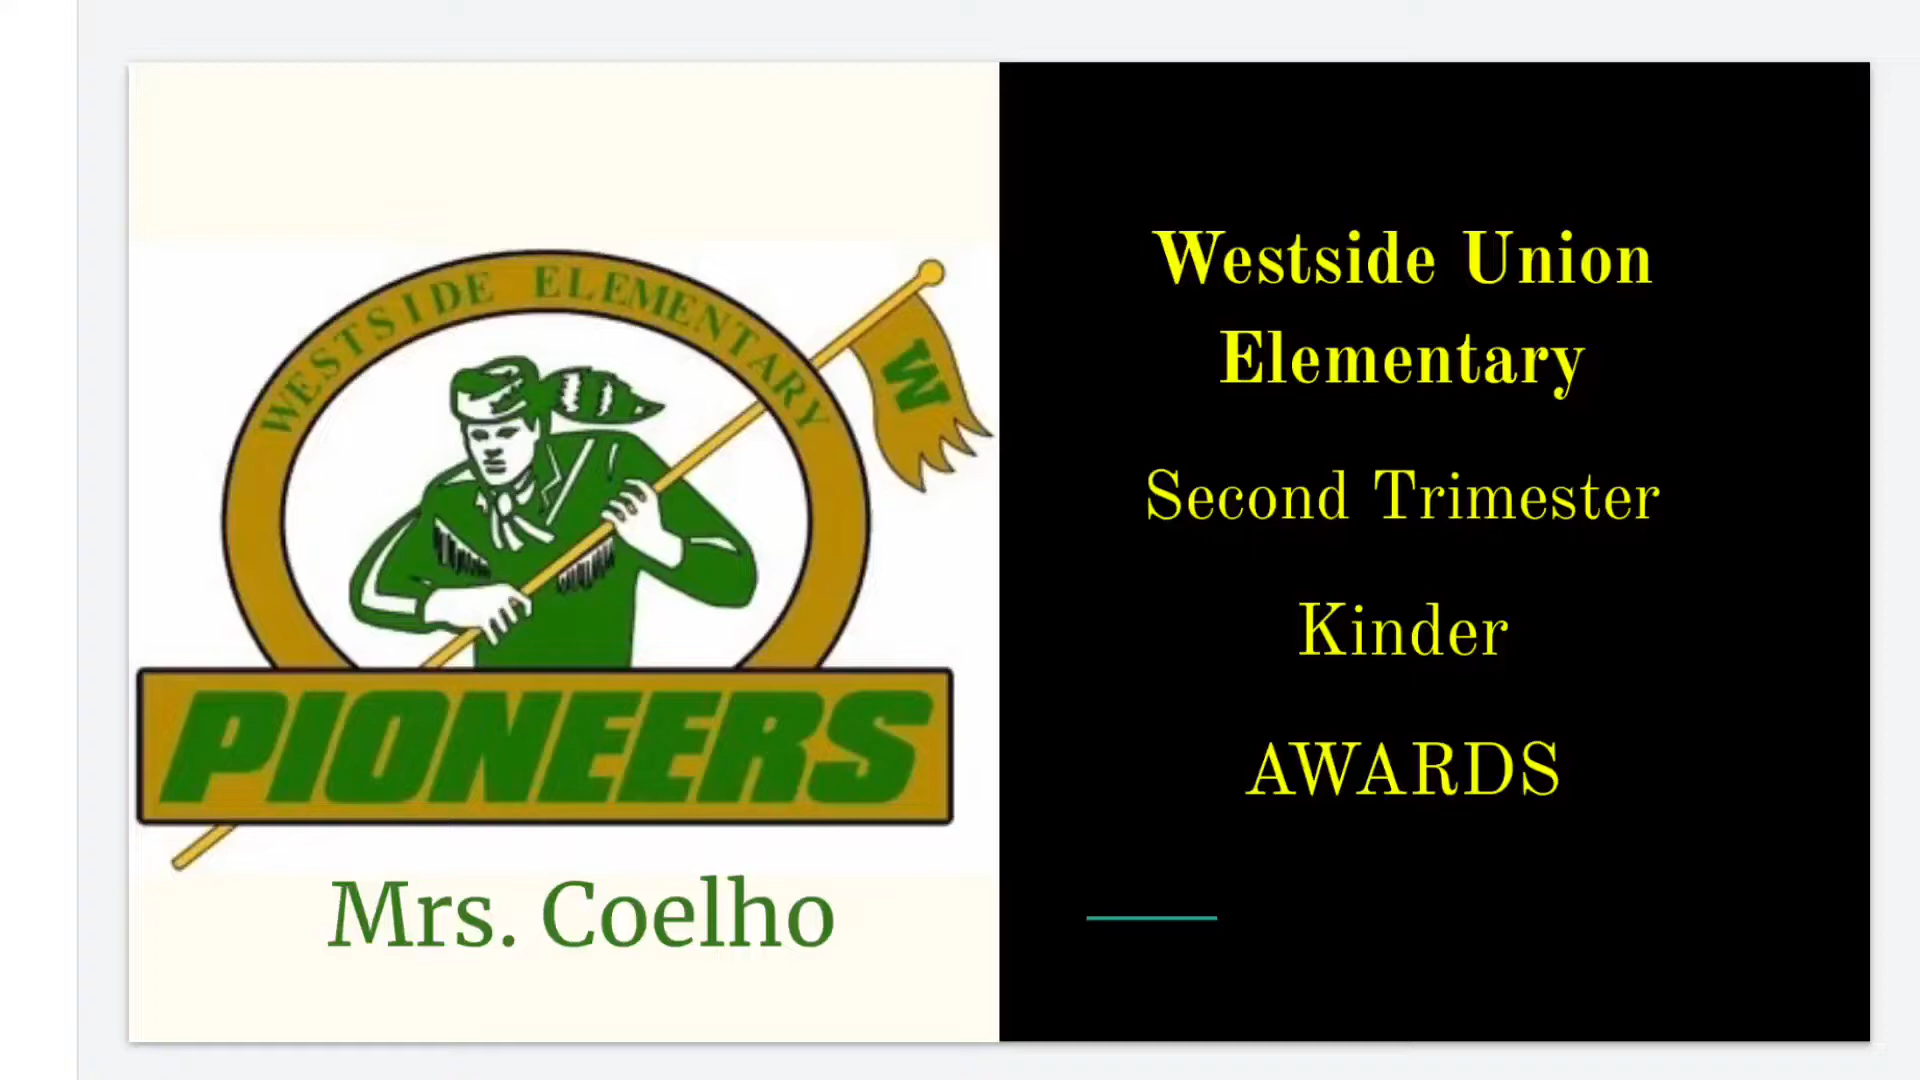 WESTSIDE ELEMENTARY
W
PIONEERS
Mrs. Coelho
Westside Union
Elementary
Second Trimester
Kinder
AWARDS